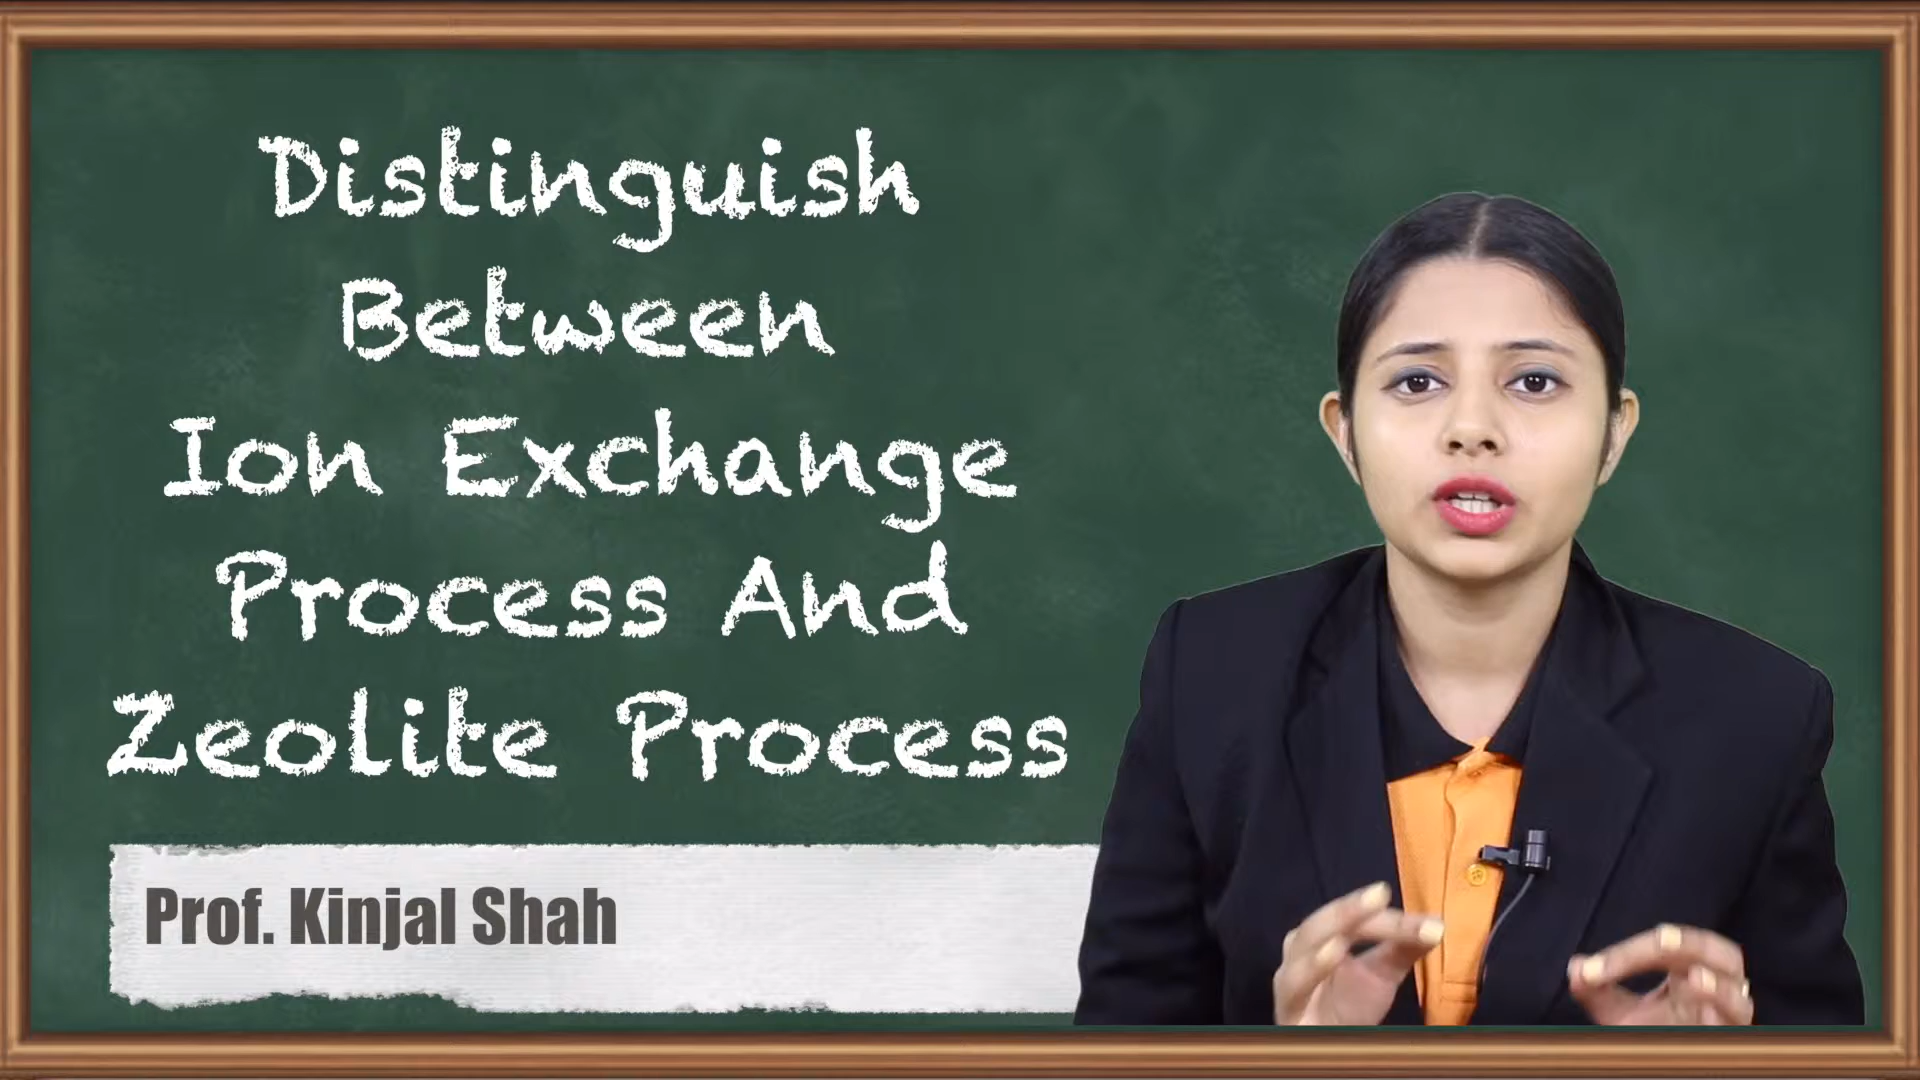 Distinguish
Between
Ion Exchange
Process And
Zeolite Process
Prof. Kinjal Shah